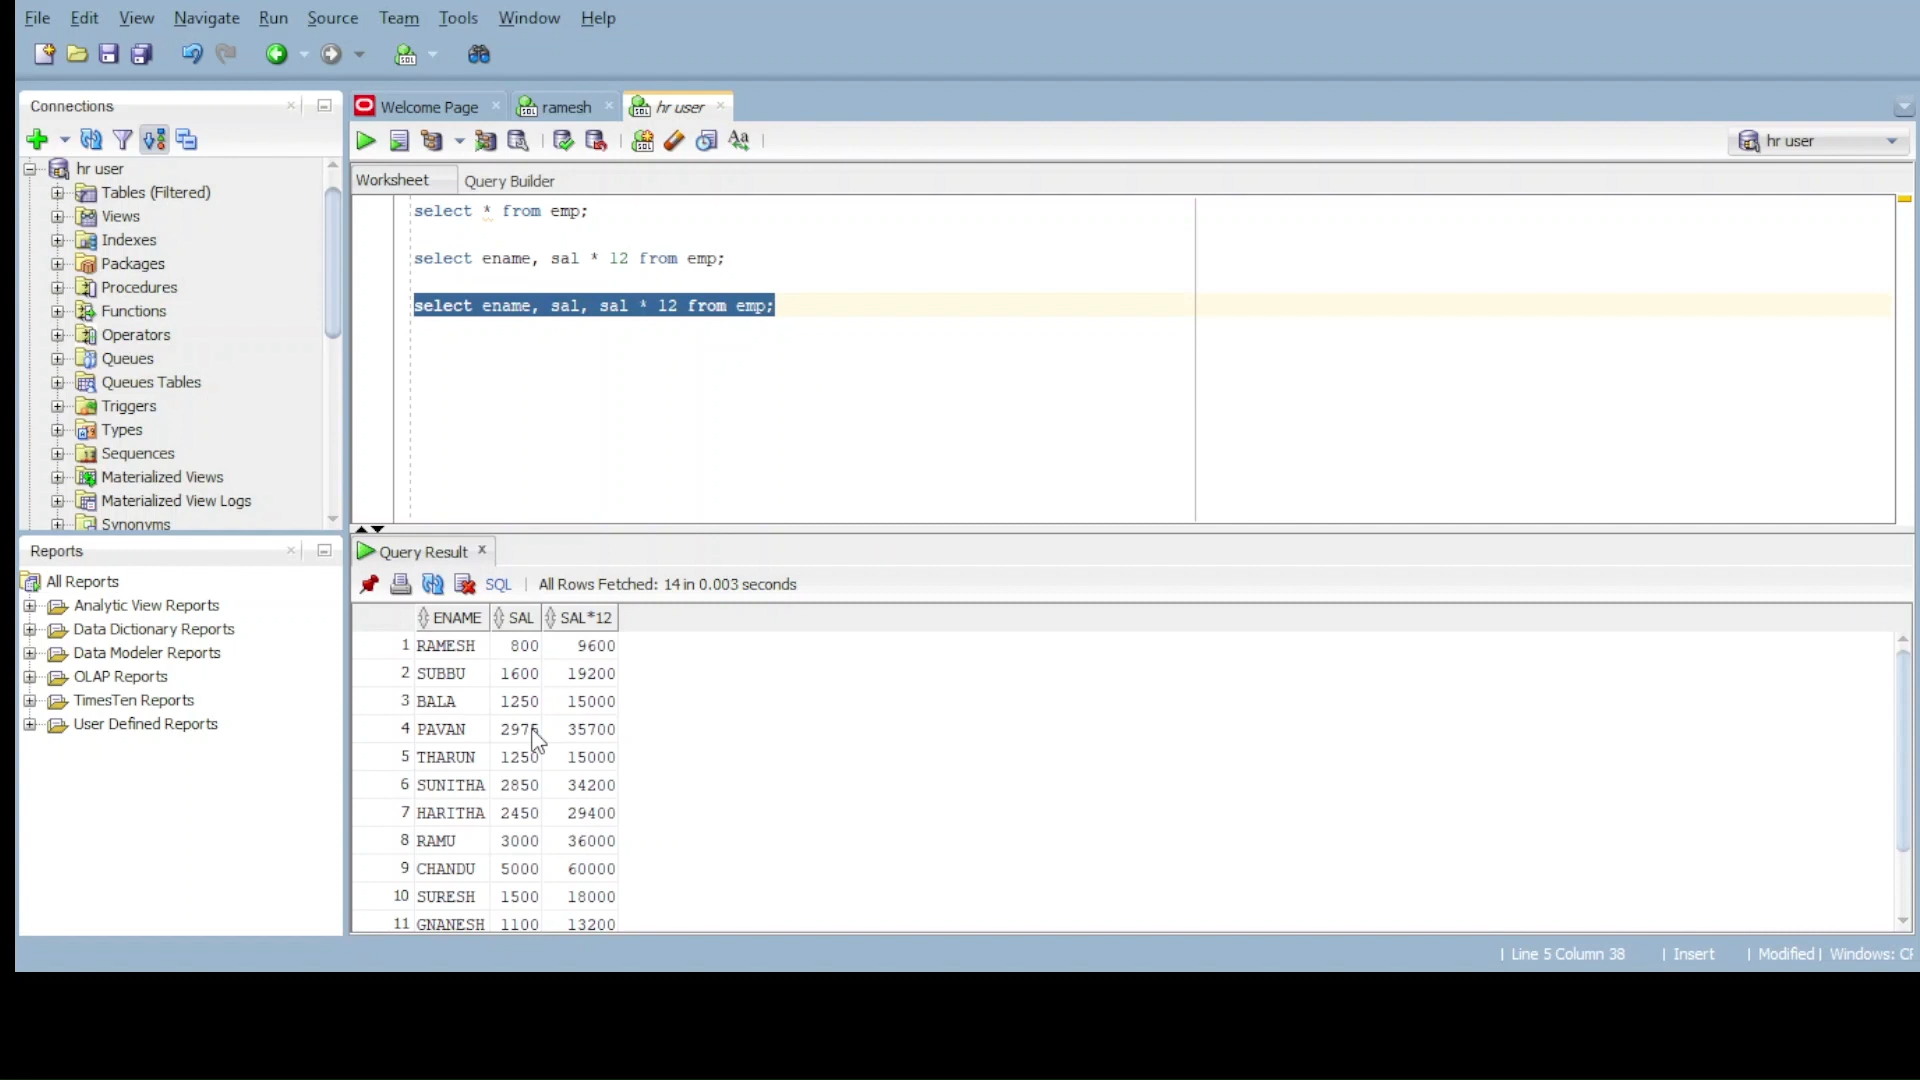 File Edit View Navigate Run Source Team Tools Window Help
Connections
hr user
Tables (Filtered)
Views
Indexes
Packages
Procedures
Functions
Operators
Queues
Queues Tables
Triggers
Types
Sequences
Materialized Views
Materialized View Logs
Synonyms
Reports
All Reports
Analytic View Reports
Data Dictionary Reports
Data Modeler Reports
OLAP Reports
TimesTen Reports
User Defined Reports
Welcome Page ramesh hr user
Aa hr user
Worksheet Query Builder
select * from emp;
select ename, sal * 12 from emp;
select ename, sal, sal * 12 from emp;
Query Result
SQL | All Rows Fetched: 14 in 0.003 seconds
ENAME SAL SAL*12
1 RAMESH 800 9600
2 SUBBU 1600 19200
3 BALA 1250 15000
4 PAVAN 2975 35700
5 THARUN 1250 15000
6 SUNITHA 2850 34200
7 HARITHA 2450 29400
8 RAMU 3000 36000
9 CHANDU 5000 60000
10 SURESH 1500 18000
11 GNANESH 1100 13200
| Line 5 Column 38 | Insert | Modified | Windows: